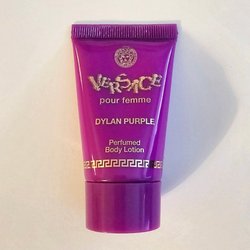 VERSACE
pour femme
DYLAN PURPLE
Perfumed
Body Lotion